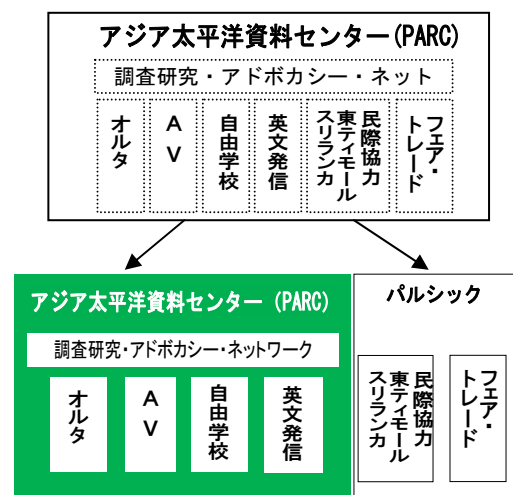 アジア太平洋資料センター(PARC)
調査研究・アドボカシー・ネット
オルタ
AV
自由学校
英文発信
民際協力
東ティモール
スリランカ
フェア・
トレード
アジア太平洋資料センター (PARC)
調査研究・アドボカシー・ネットワーク
オルタ
AV
自由学校
英文発信
パルシック
民際協力
東ティモール
スリランカ
フェア・
トレード